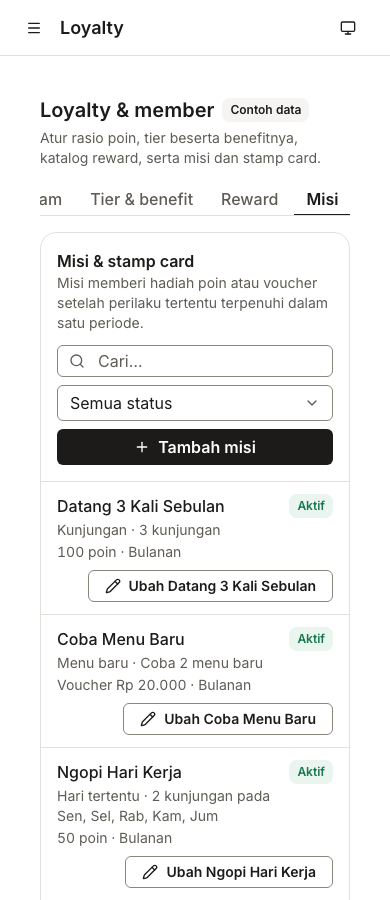 Loyalty
Loyalty & member
Contoh data
Atur rasio poin, tier beserta benefitnya,
katalog reward, serta misi dan stamp card.
am
Tier & benefit
Reward
Misi
Misi & stamp card
Misi memberi hadiah poin atau voucher
setelah perilaku tertentu terpenuhi dalam
satu periode.
Cari...
Semua status
Tambah misi
Datang 3 Kali Sebulan
Aktif
Kunjungan · 3 kunjungan
100 poin · Bulanan
Ubah Datang 3 Kali Sebulan
Coba Menu Baru
Aktif
Menu baru · Coba 2 menu baru
Voucher Rp 20.000 · Bulanan
Ubah Coba Menu Baru
Ngopi Hari Kerja
Aktif
Hari tertentu · 2 kunjungan pada
Sen, Sel, Rab, Kam, Jum
50 poin · Bulanan
Ubah Ngopi Hari Kerja